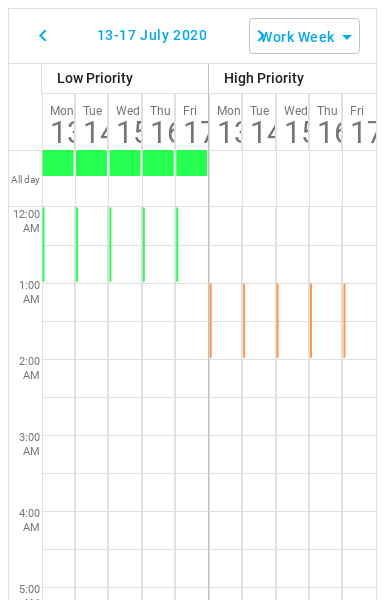 13-17 July 2020
Work Week
Low Priority High Priority
Mon Tue Wed Thu Fri Mon Tue Wed Thu Fri
13 14 15 16 17 13 14 15 16 17
All day
12:00
AM
1:00
AM
2:00
AM
3:00
AM
4:00
AM
5:00
AM